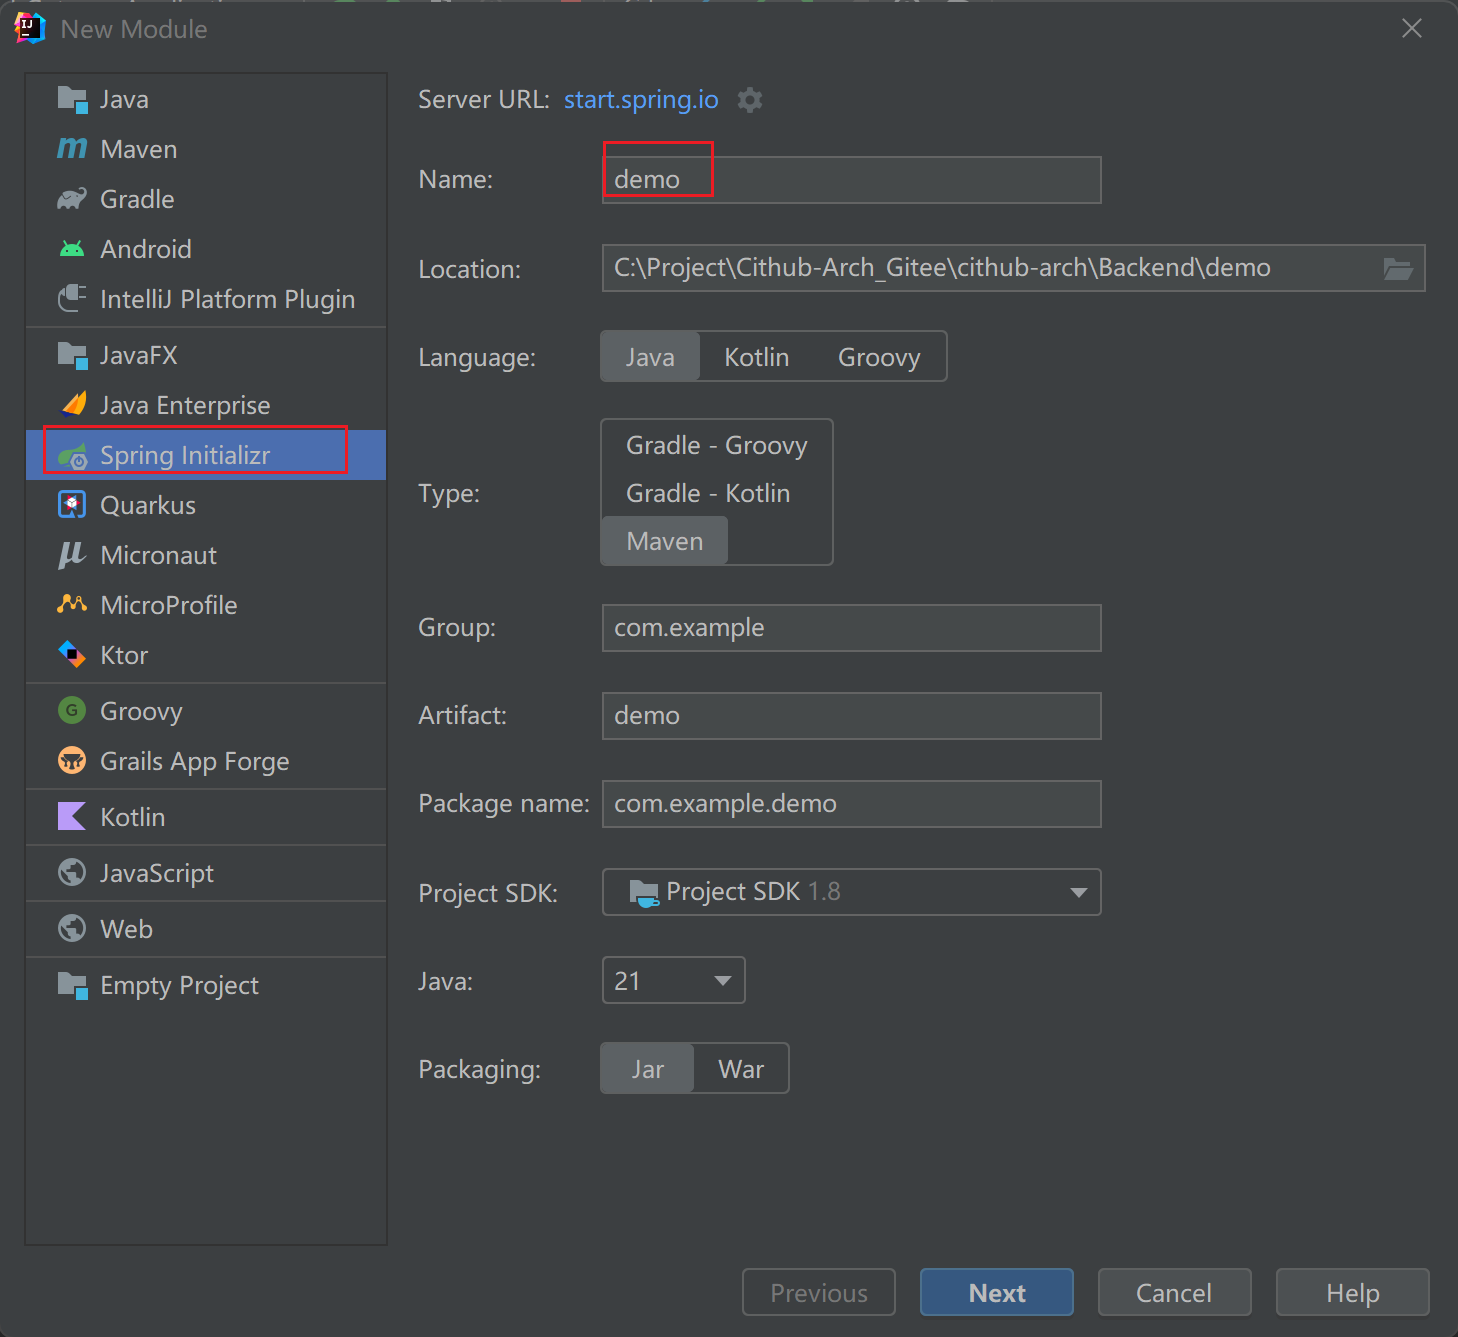 New Module
Java
Maven
Gradle
Android
IntelliJ Platform Plugin
JavaFX
Java Enterprise
Spring Initializr
Quarkus
Micronaut
MicroProfile
Ktor
Groovy
Grails App Forge
Kotlin
JavaScript
Web
Empty Project
Server URL: start.spring.io
Name: demo
Location: C:\Project\Cithub-Arch_Gitee\cithub-arch\Backend\demo
Language: Java Kotlin Groovy
Type:
Gradle - Groovy
Gradle - Kotlin
Maven
Group: com.example
Artifact: demo
Package name: com.example.demo
Project SDK: Project SDK 1.8
Java: 21
Packaging: Jar War
Previous Next Cancel Help